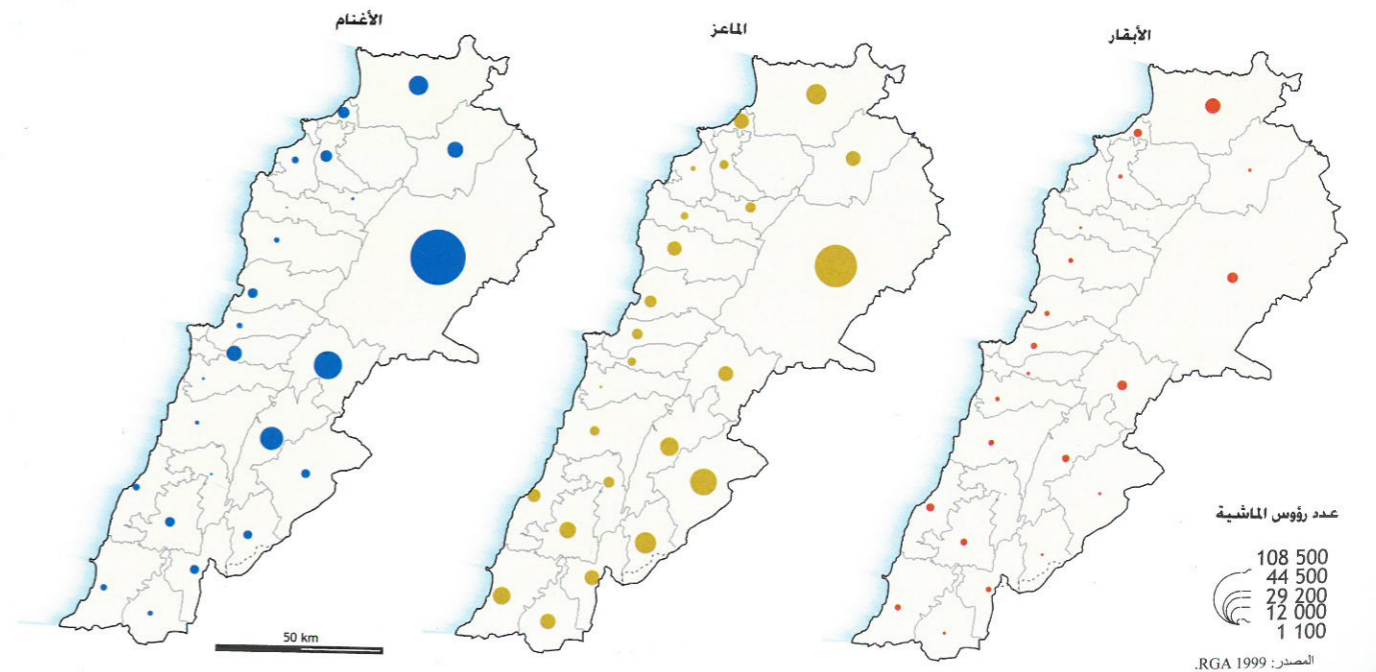 الأغنام
الماعز
الأبقار
50 km
عدد رؤوس الماشية
108 500
44 500
29 200
12 000
1 100
المصدر: RGA 1999.